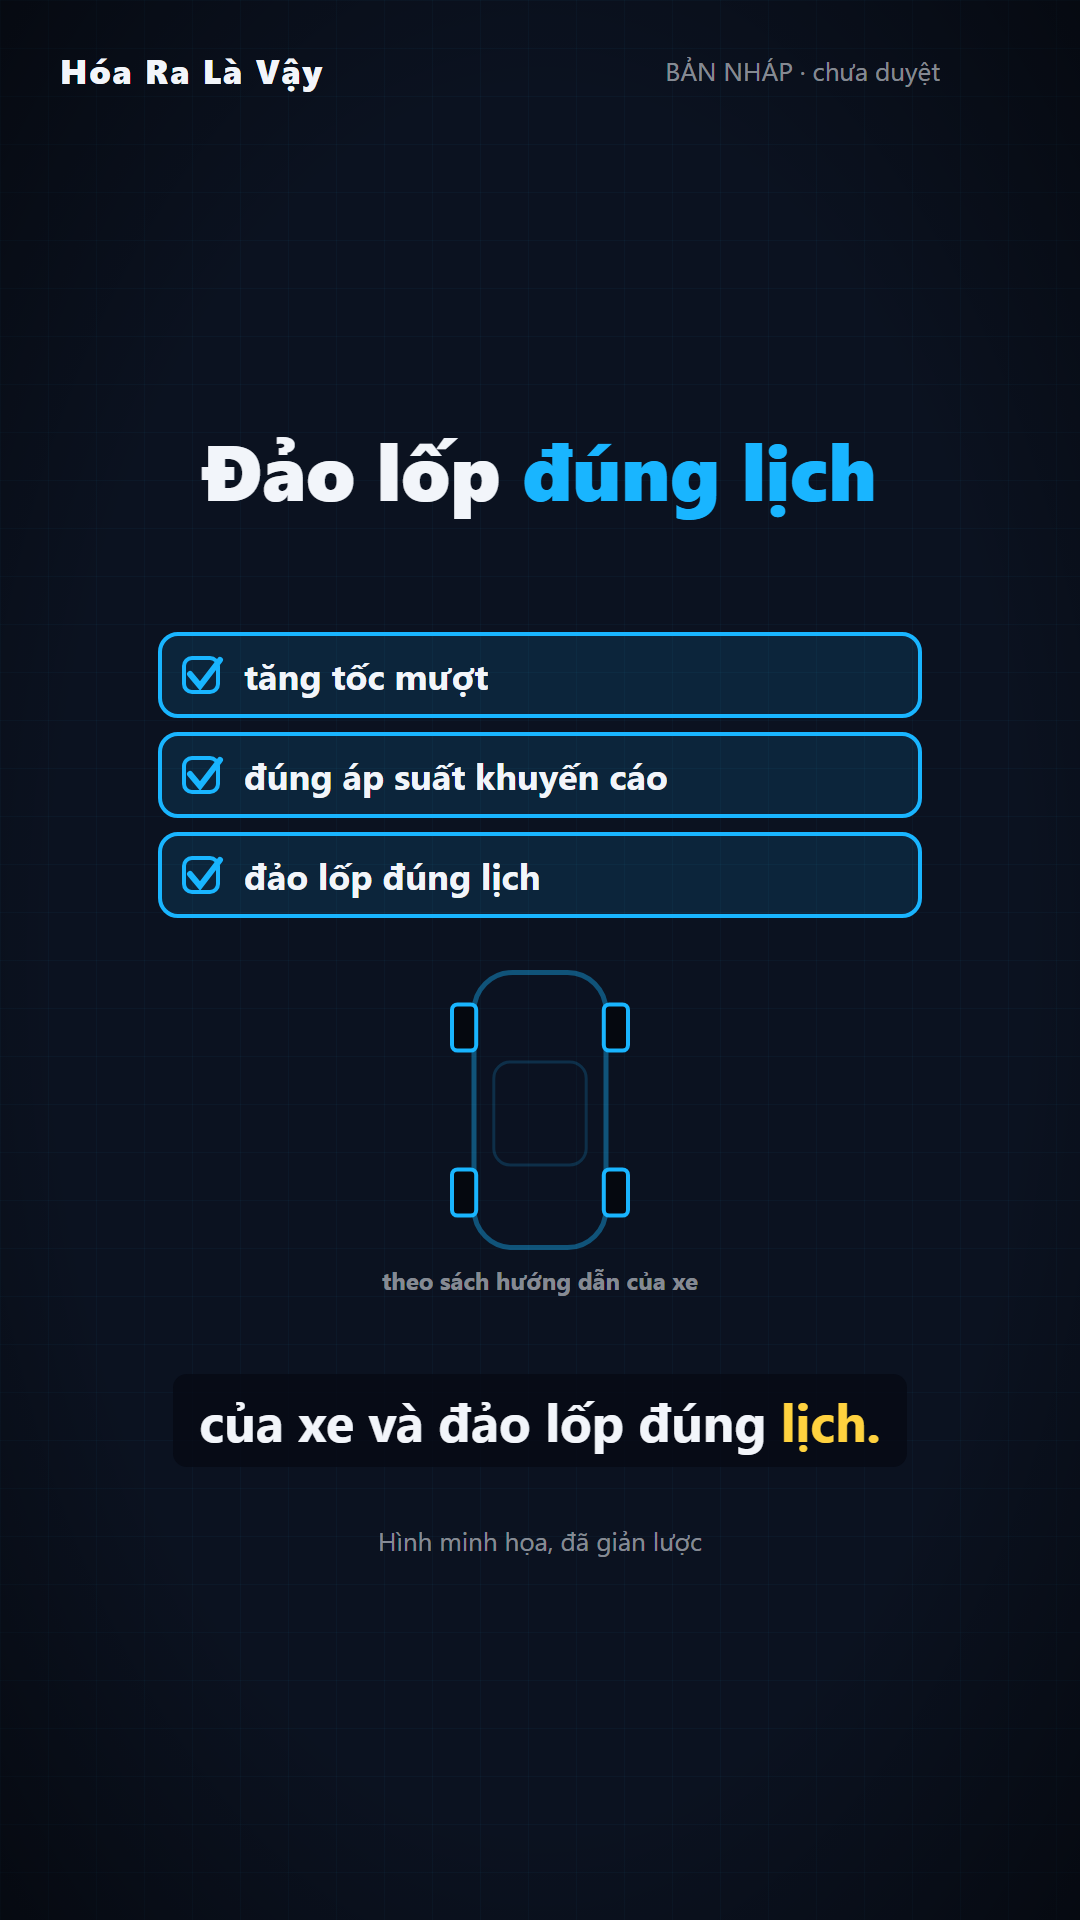 Hóa Ra Là Vậy
BẢN NHÁP · chưa duyệt
Đảo lốp đúng lịch
tăng tốc mượt
đúng áp suất khuyến cáo
đảo lốp đúng lịch
theo sách hướng dẫn của xe
của xe và đảo lốp đúng lịch.
Hình minh họa, đã giản lược